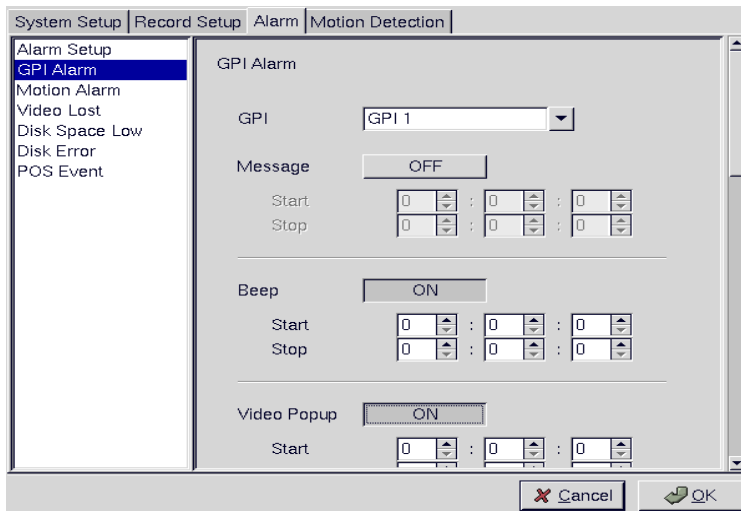 System Setup Record Setup Alarm Motion Detection
Alarm Setup
GPI Alarm
Motion Alarm
Video Lost
Disk Space Low
Disk Error
POS Event
GPI Alarm
GPI GPI 1
Message OFF
Start 0 : 0 : 0
Stop 0 : 0 : 0
Beep ON
Start 0 : 0 : 0
Stop 0 : 0 : 0
Video Popup ON
Start 0 : 0 : 0
Cancel OK